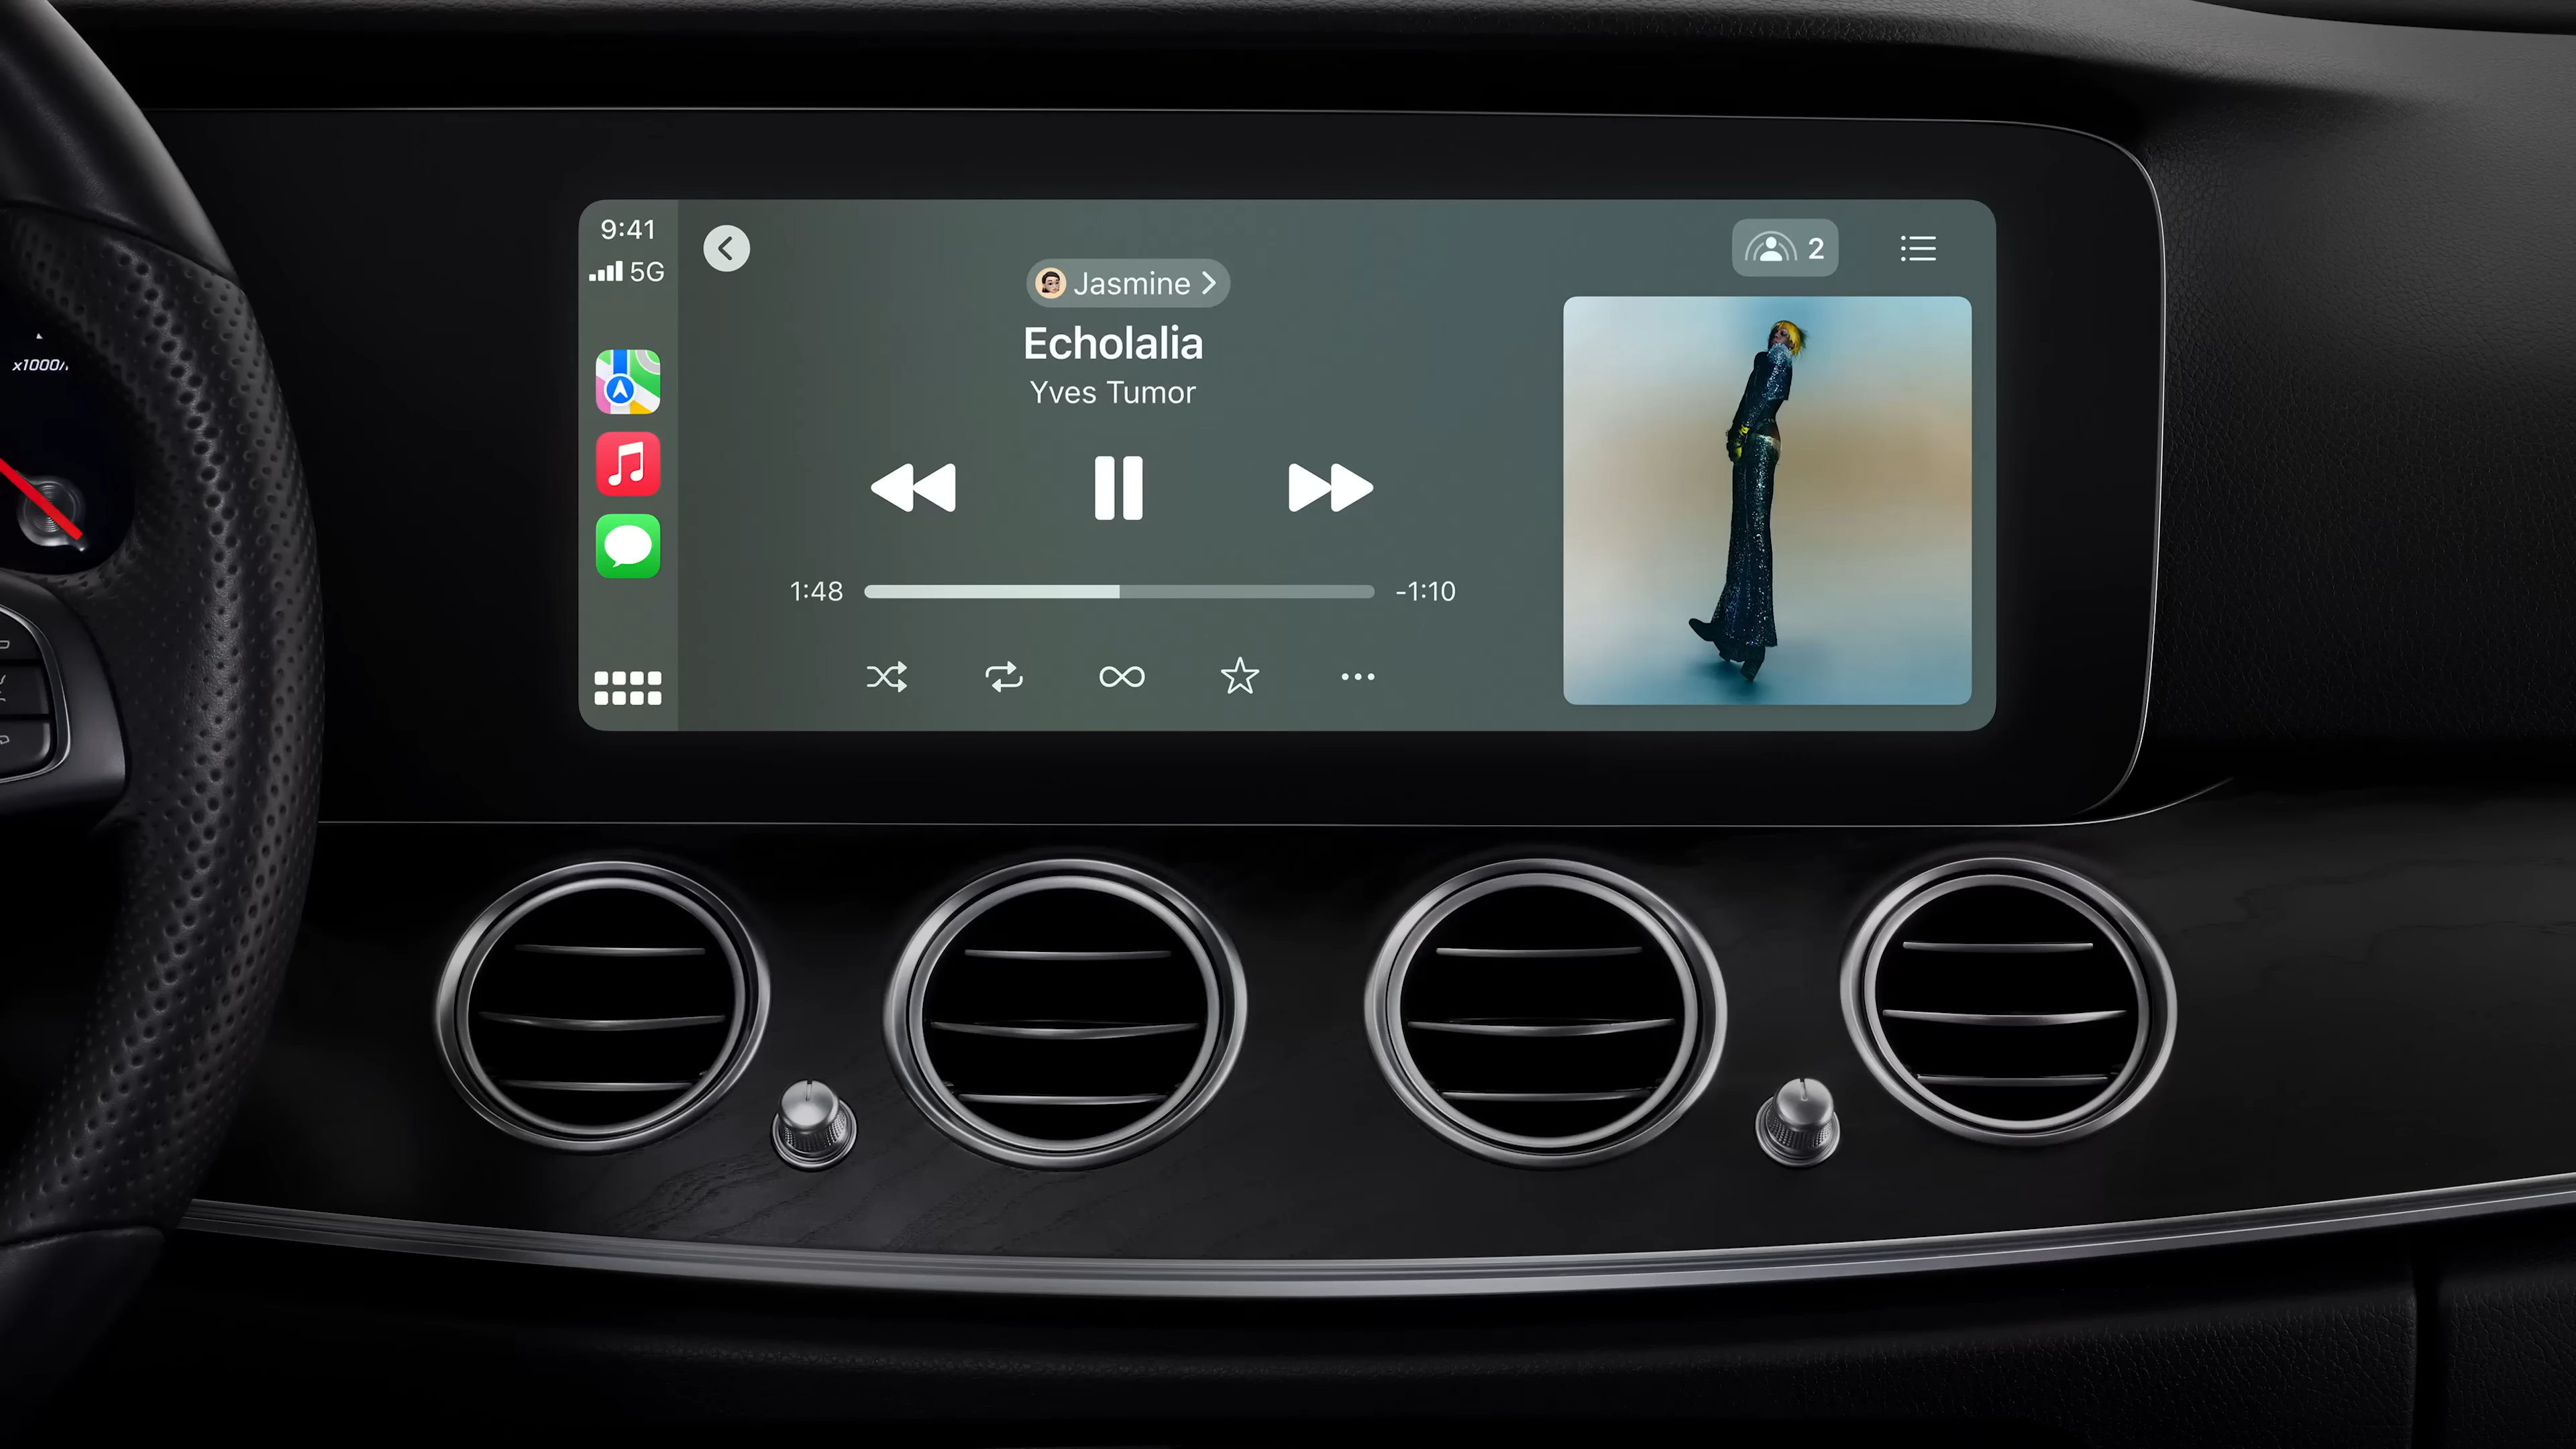 9:41
5G
x1000/
Jasmine
2
Echolalia
Yves Tumor
1:48
-1:10